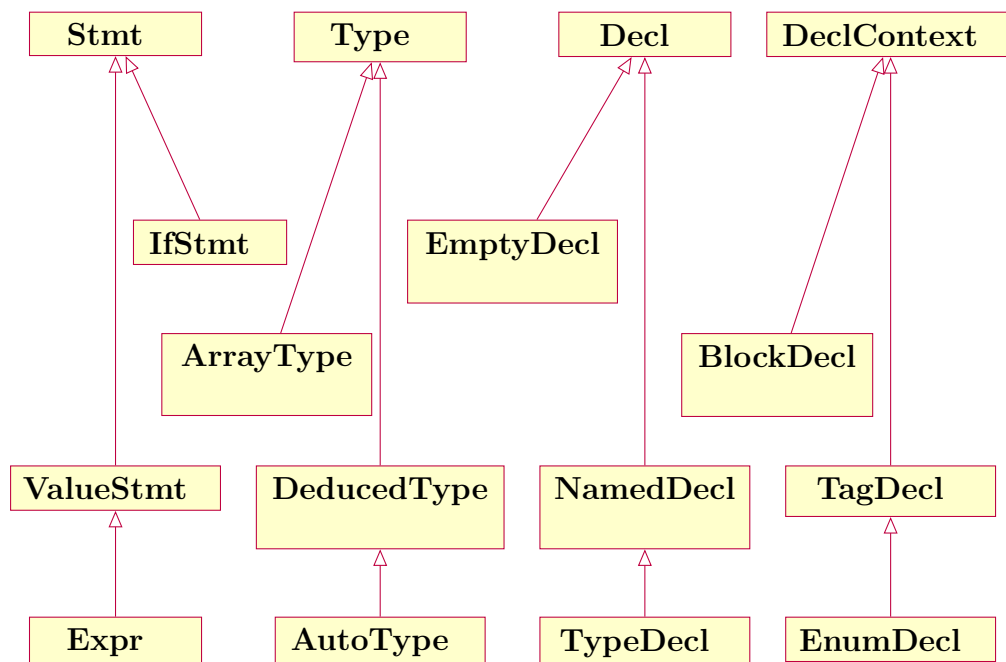 Stmt
Type
Decl
DeclContext
IfStmt
EmptyDecl
ArrayType
BlockDecl
ValueStmt
DeducedType
NamedDecl
TagDecl
Expr
AutoType
TypeDecl
EnumDecl